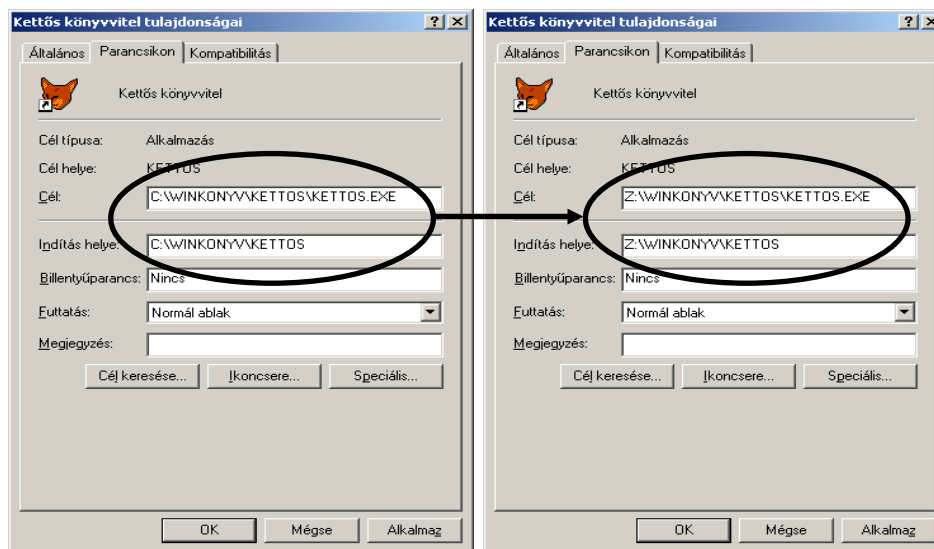 Kettős könyvvitel tulajdonságai
Általános Parancsikon Kompatibilitás
Kettős könyvvitel
Cél típusa: Alkalmazás
Cél helye: KETTOS
Cél: C:\WINKONYV\KETTOS\KETTOS.EXE
Indítás helye: C:\WINKONYV\KETTOS
Billentyűparancs: Nincs
Futtatás: Normál ablak
Megjegyzés:
Cél keresése... Ikoncsere... Speciális...
OK Mégse Alkalmaz
Kettős könyvvitel tulajdonságai
Általános Parancsikon Kompatibilitás
Kettős könyvvitel
Cél típusa: Alkalmazás
Cél helye: KETTOS
Cél: Z:\WINKONYV\KETTOS\KETTOS.EXE
Indítás helye: Z:\WINKONYV\KETTOS
Billentyűparancs: Nincs
Futtatás: Normál ablak
Megjegyzés:
Cél keresése... Ikoncsere... Speciális...
OK Mégse Alkalmaz